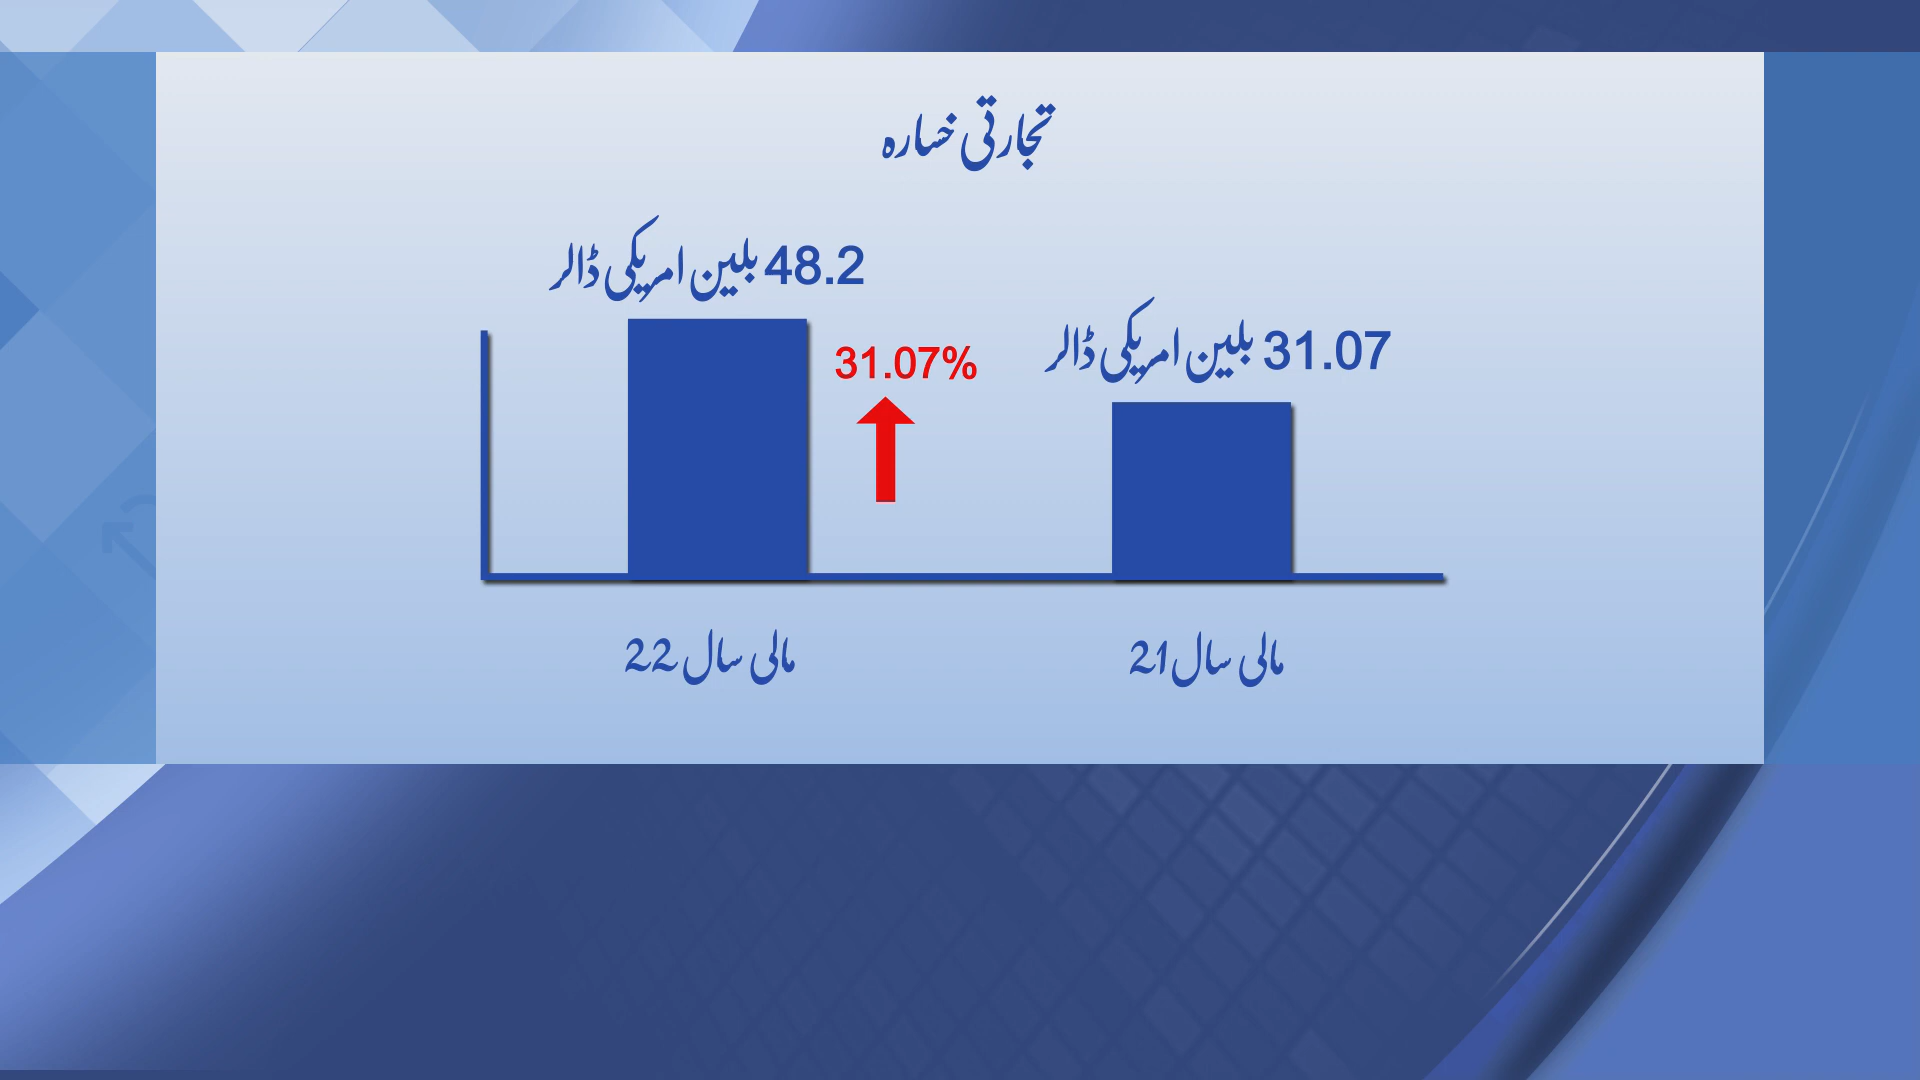 تجارتی خسارہ
31.07 بلین امریکی ڈالر
48.2 بلین امریکی ڈالر
31.07%
مالی سال 21
مالی سال 22